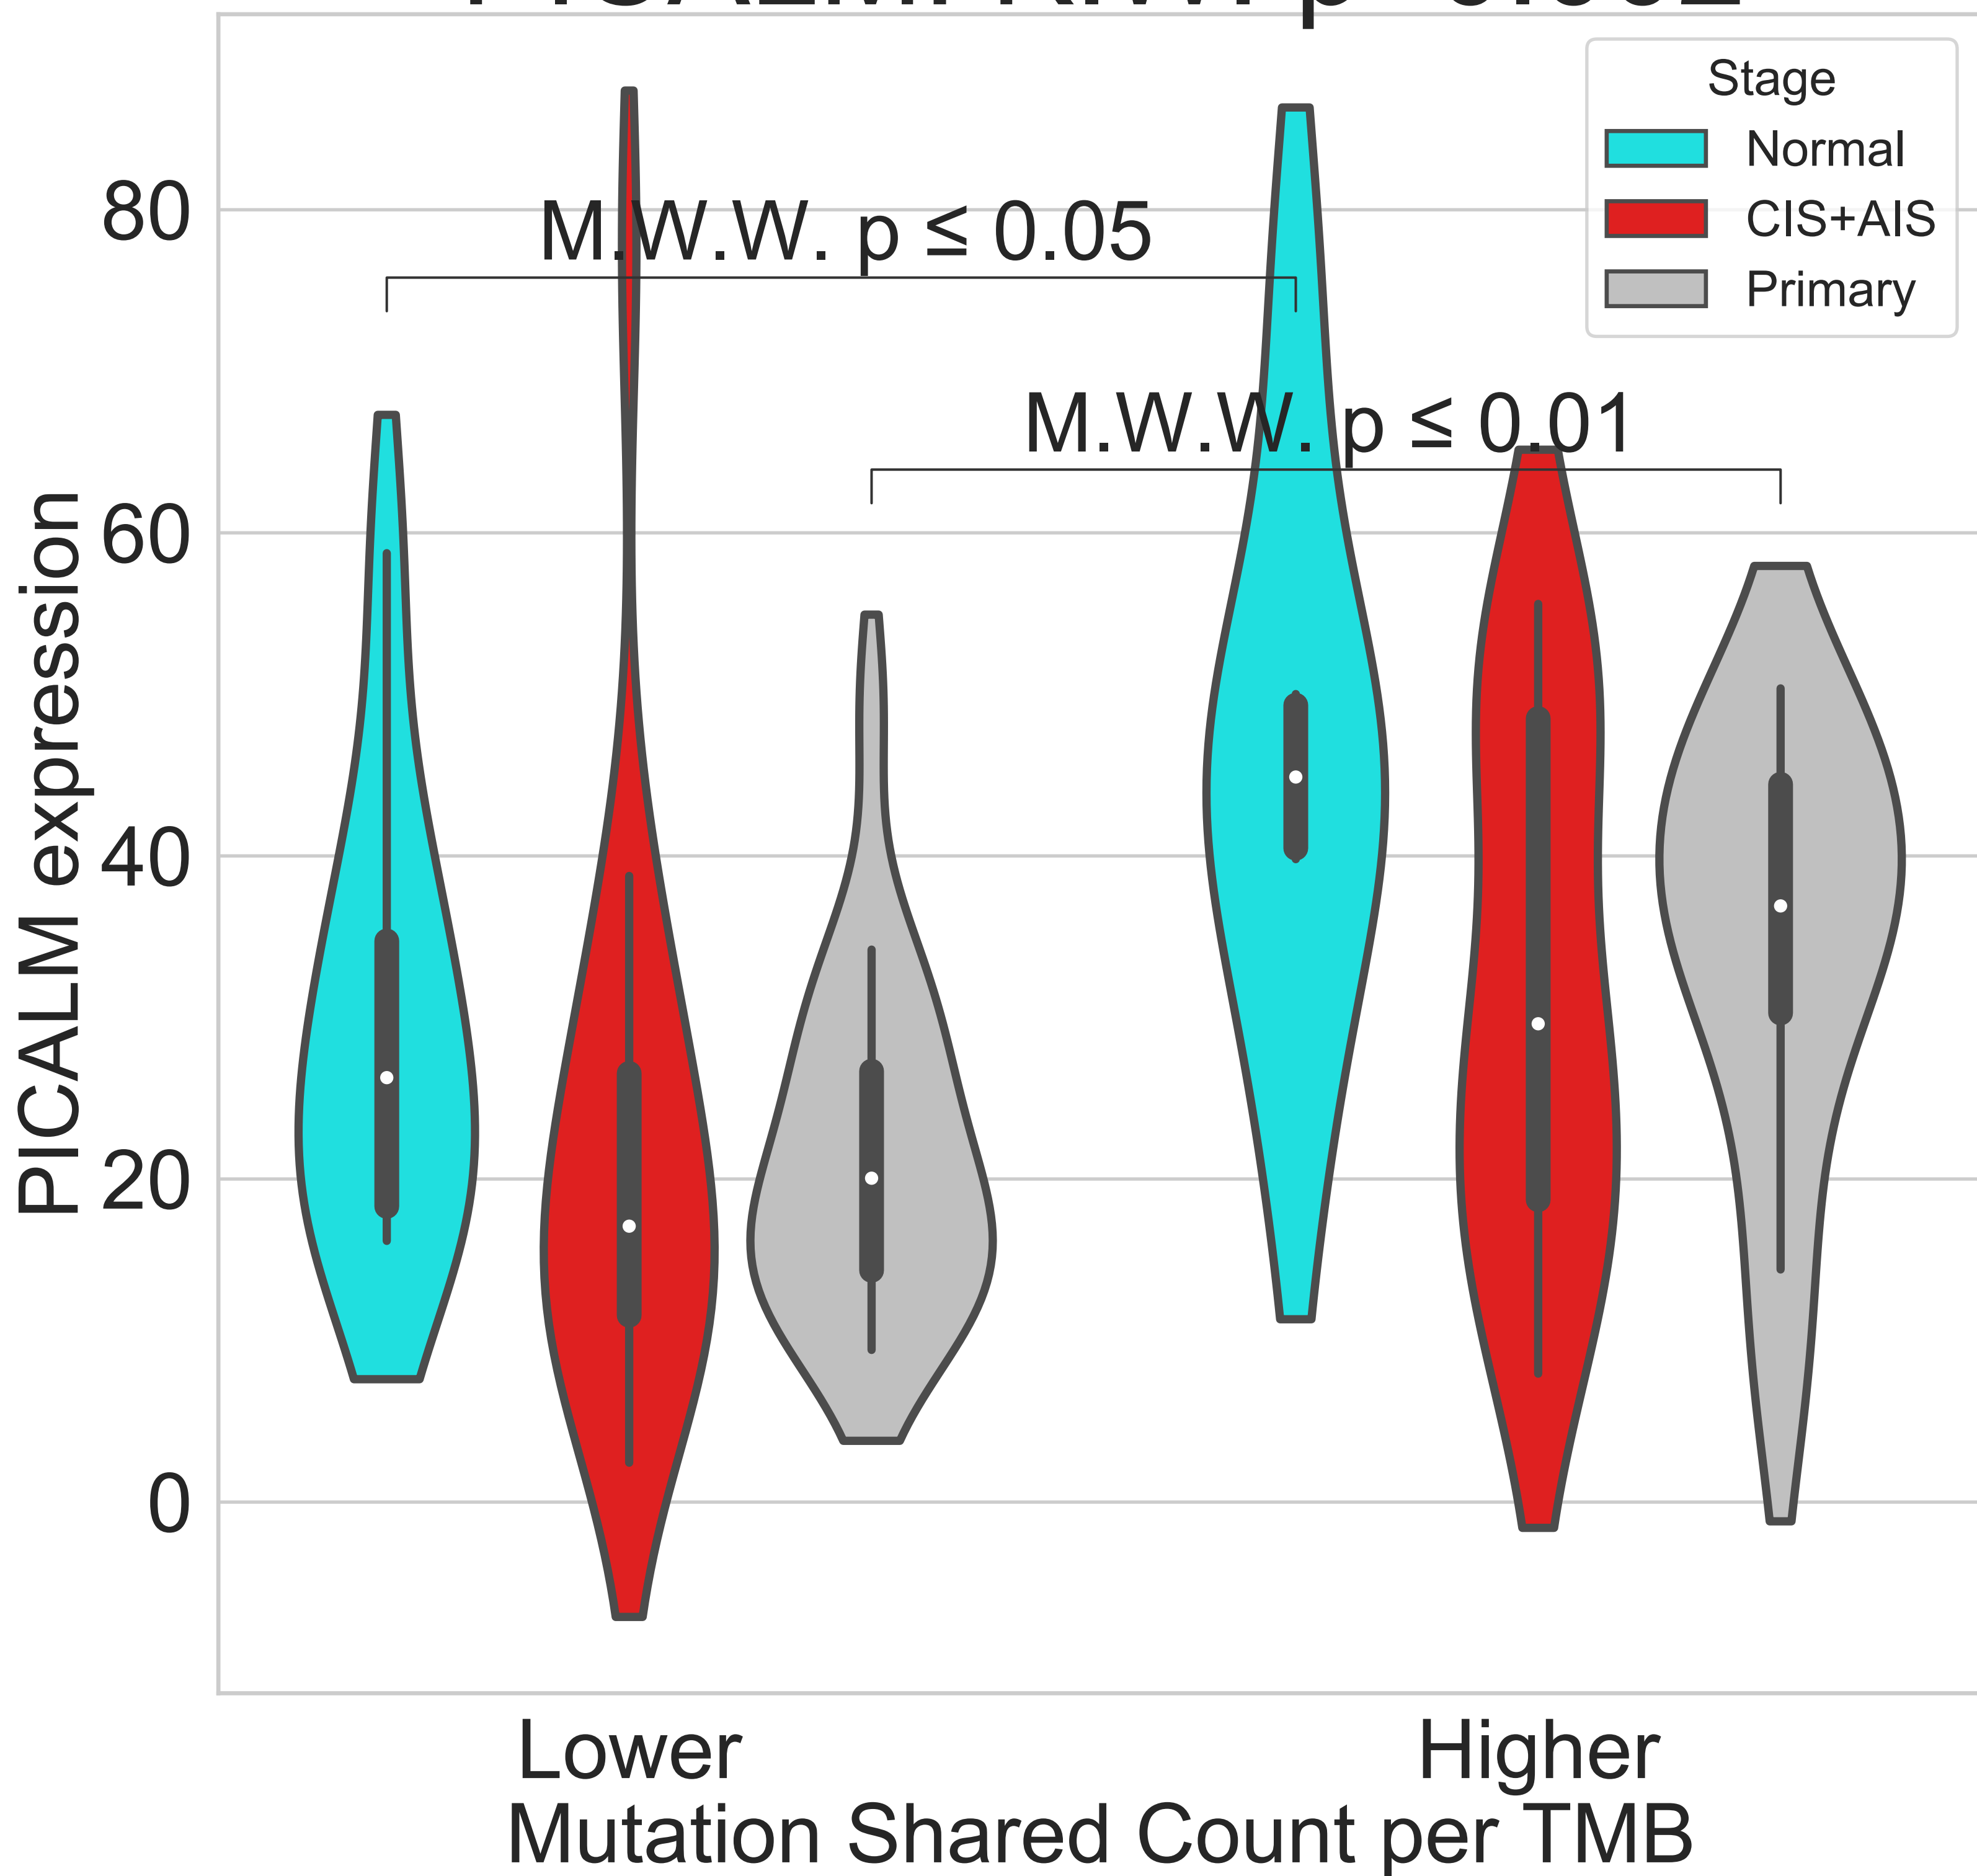 Stage
Normal
CIS+AIS
Primary
M.W.W. p ≤ 0.05
M.W.W. p ≤ 0.01
80
60
40
20
0
PICALM expression
Lower
Higher
Mutation Shared Count per TMB